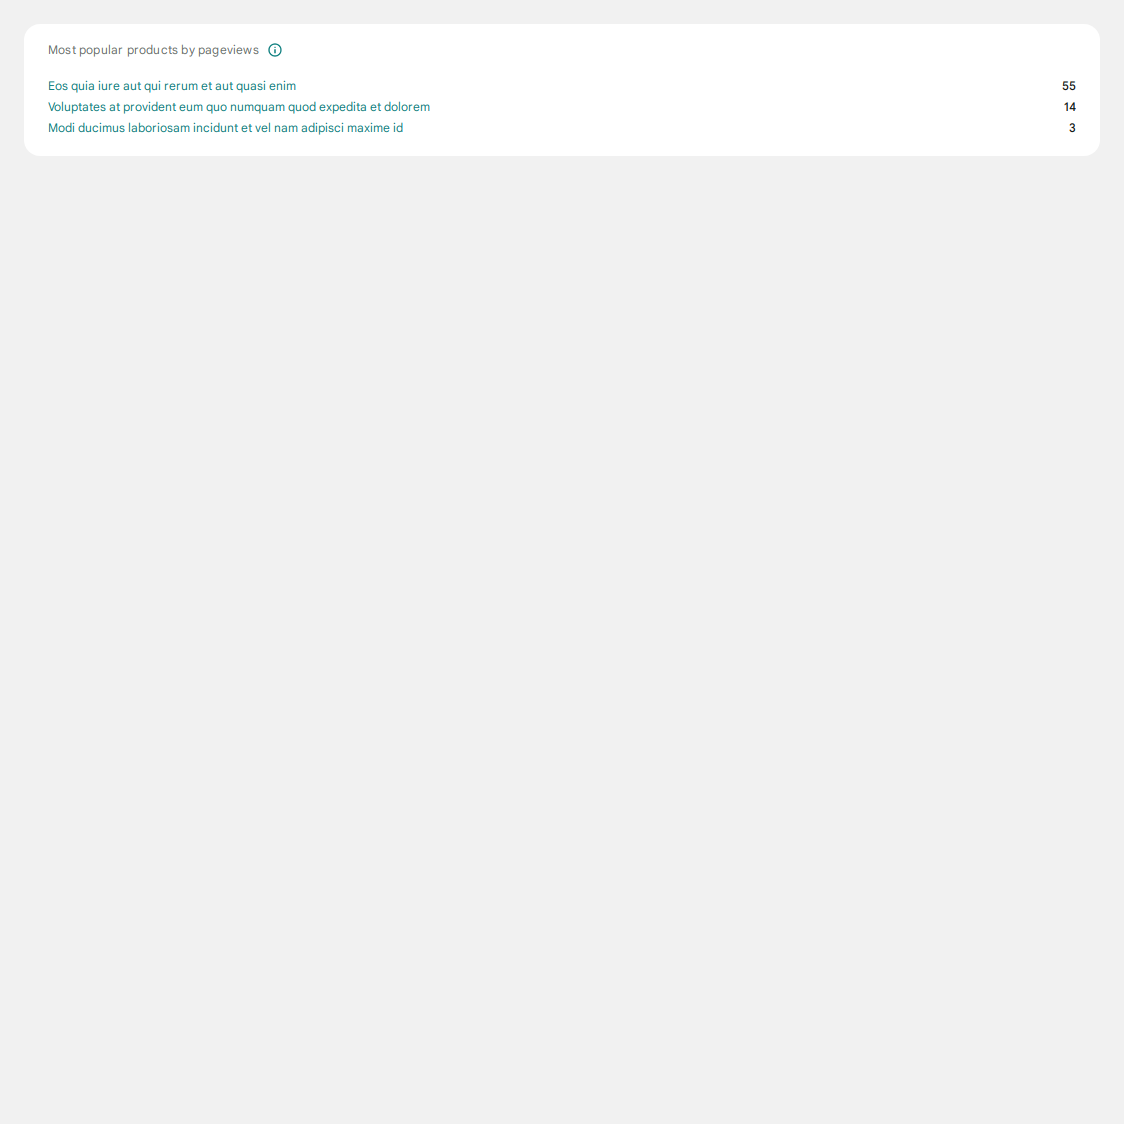 Most popular products by pageviews
Eos quia iure aut qui rerum et aut quasi enim 55
Voluptates at provident eum quo numquam quod expedita et dolorem 14
Modi ducimus laboriosam incidunt et vel nam adipisci maxime id 3